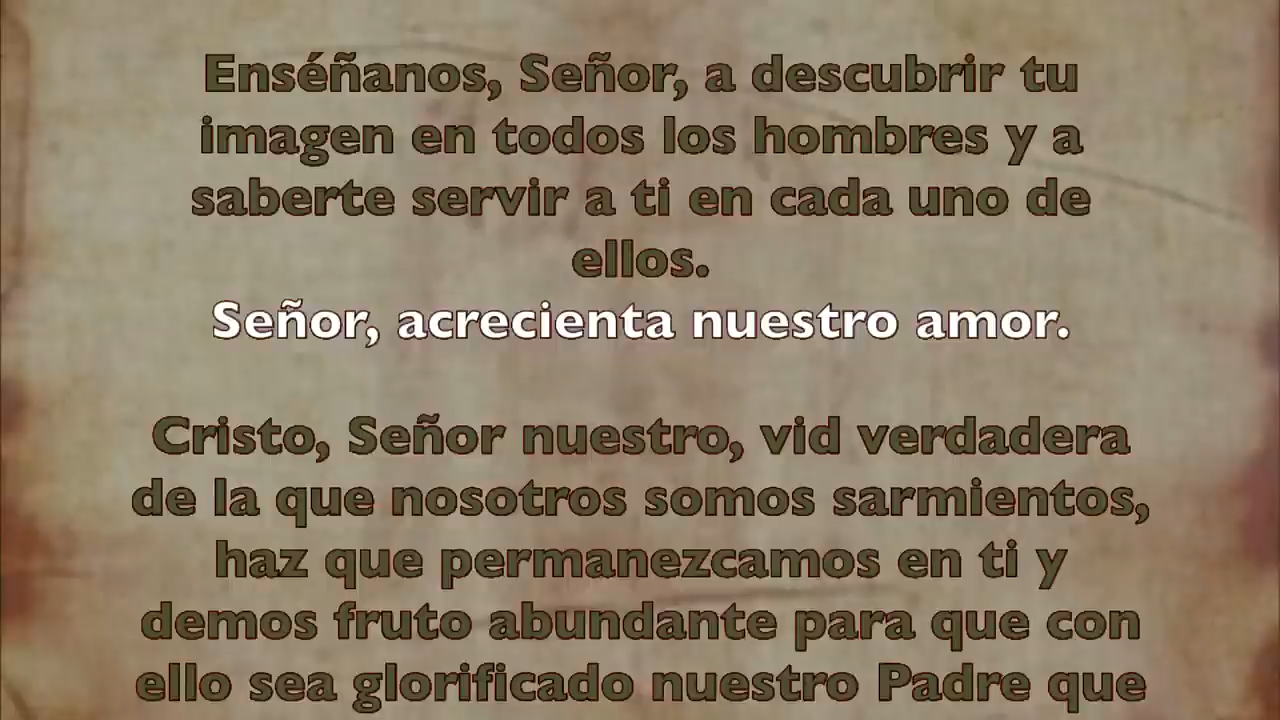 Enséñanos, Señor, a descubrir tu
imagen en todos los hombres y a
saberte servir a ti en cada uno de
ellos.
Señor, acrecienta nuestro amor.
Cristo, Señor nuestro, vid verdadera
de la que nosotros somos sarmientos,
haz que permanezcamos en ti y
demos fruto abundante para que con
ello sea glorificado nuestro Padre que